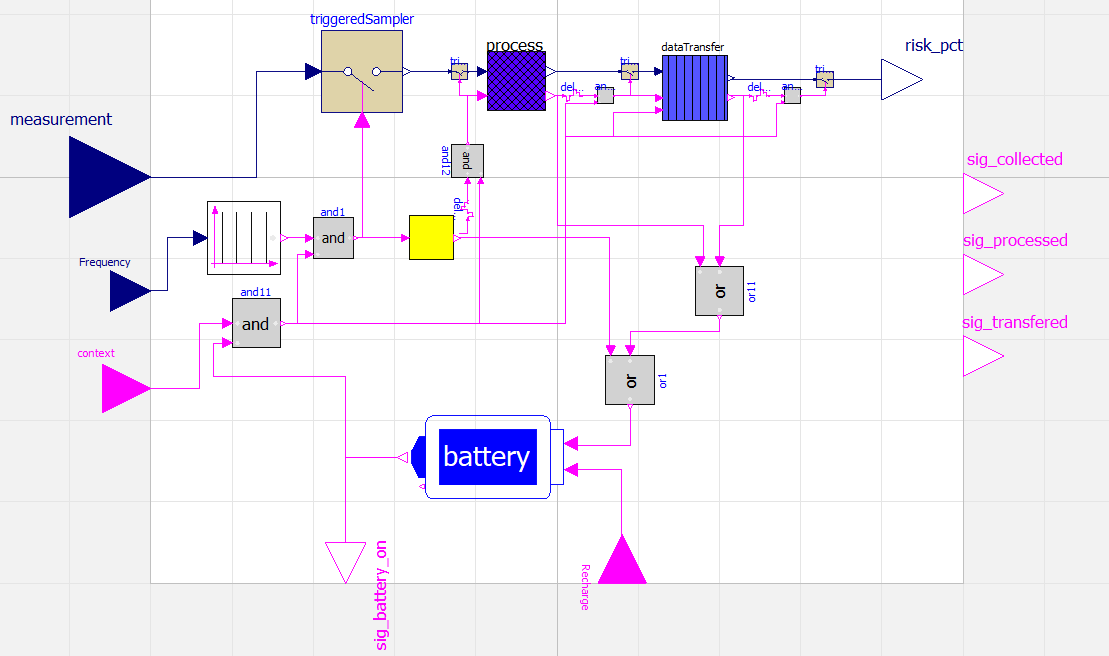 triggeredSampler
measurement
tri...
process
tri...
dataTransfer
tri...
risk_pct
del...
an...
del...
an...
and12
and
del...
sig_collected
sig_processed
sig_transfered
Frequency
and1
and
and11
and
context
or
or11
or
or1
battery
sig_battery_on
Recharge